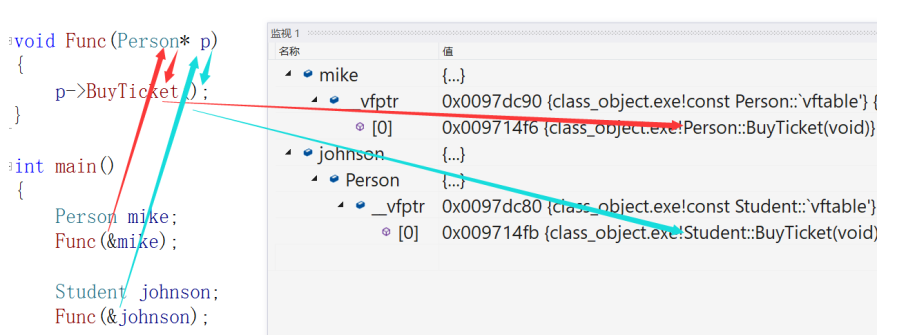 void Func(Person* p)
{
p->BuyTicket();
}
int main()
{
Person mike;
Func(&mike);
Student johnson;
Func(&johnson);
监视 1
名称 值
mike {...}
__vfptr 0x0097dc90 {class_object.exe!const Person::`vftable'} {
[0] 0x009714f6 {class_object.exe!Person::BuyTicket(void)}
johnson {...}
Person {...}
__vfptr 0x0097dc80 {class_object.exe!const Student::`vftable'}
[0] 0x009714fb {class_object.exe!Student::BuyTicket(void)